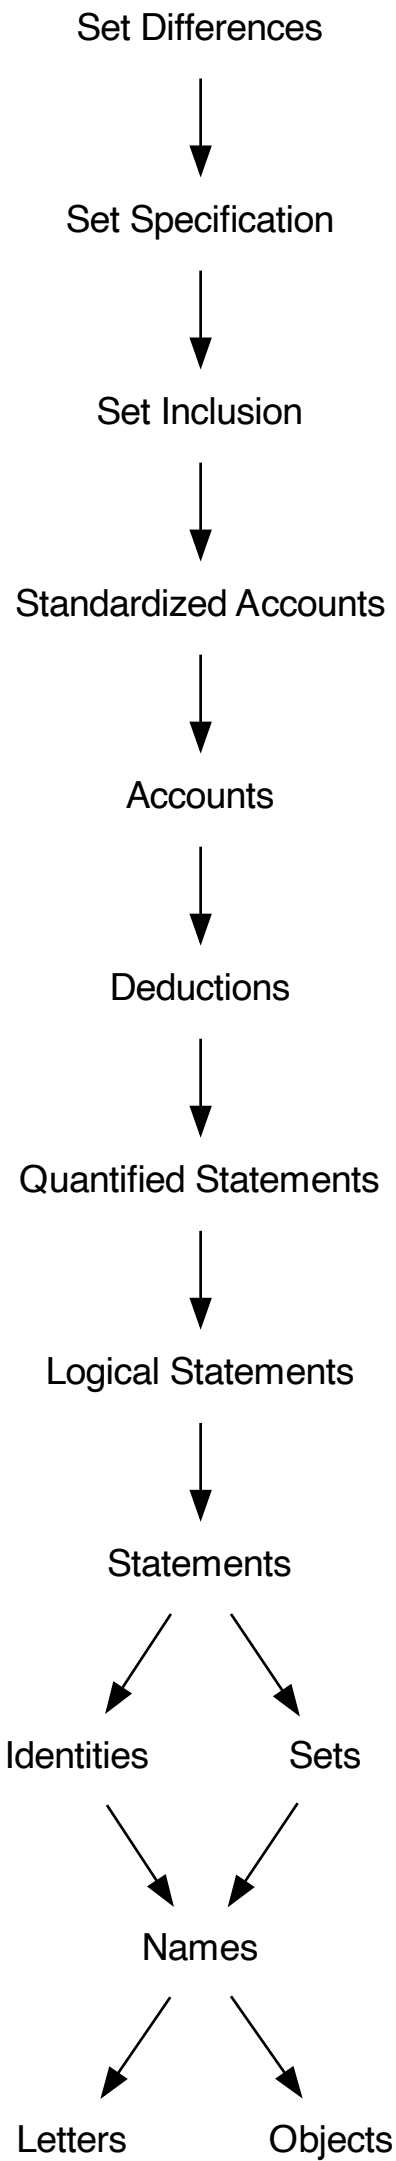 Set Differences
Set Specification
Set Inclusion
Standardized Accounts
Accounts
Deductions
Quantified Statements
Logical Statements
Statements
Identities Sets
Names
Letters Objects